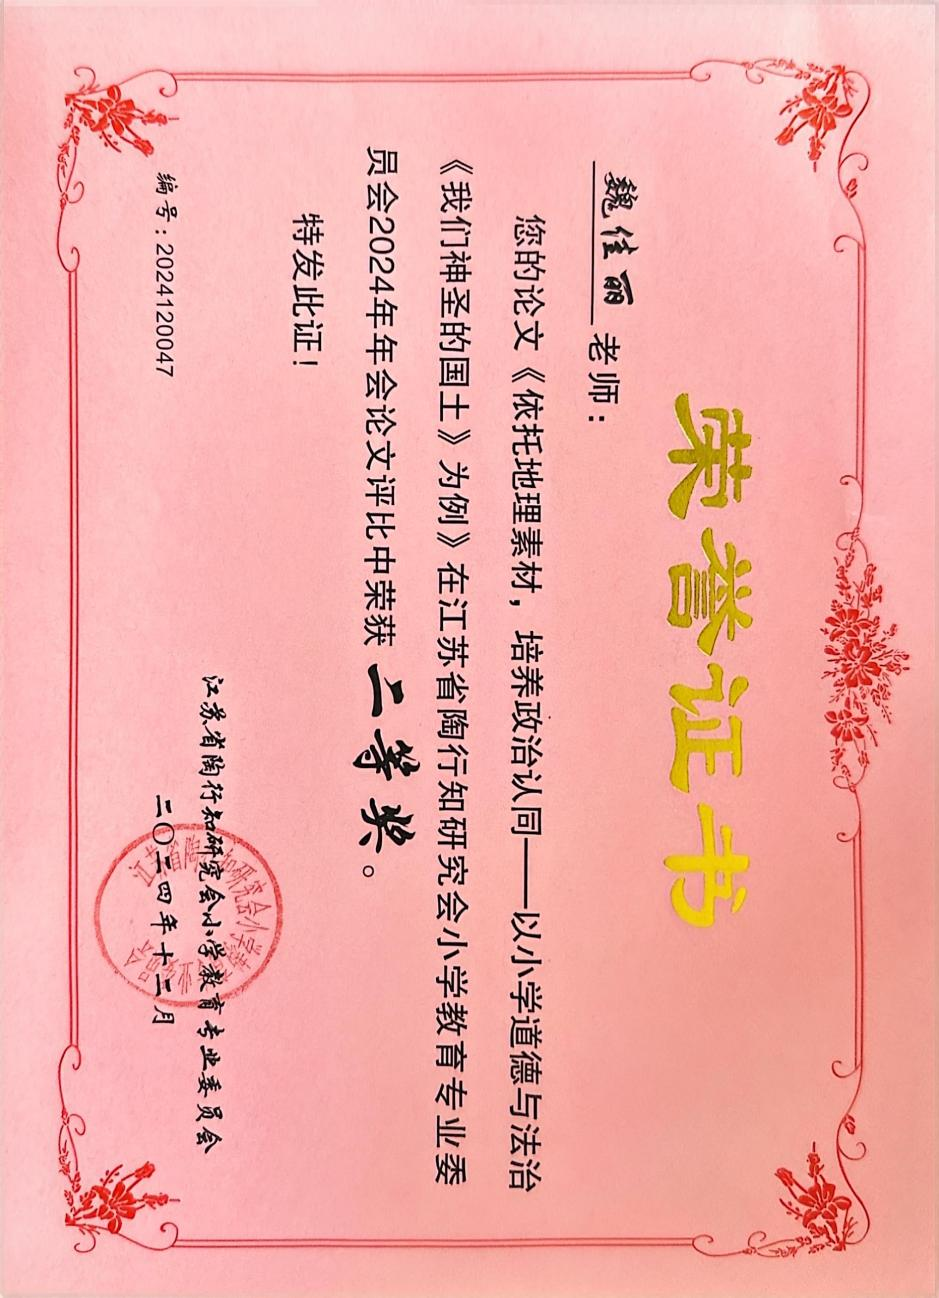 荣誉证书
魏佳丽 老师：
您的论文《依托地理素材，培养政治认同——以小学道德与法治
《我们神圣的国土》为例》在江苏省陶行知研究会小学教育专业委
员会2024年年会论文评比中荣获 二等奖。
特发此证！
江苏省陶行知研究会小学教育专业委员会
二〇二四年十二月
编号：2024120047